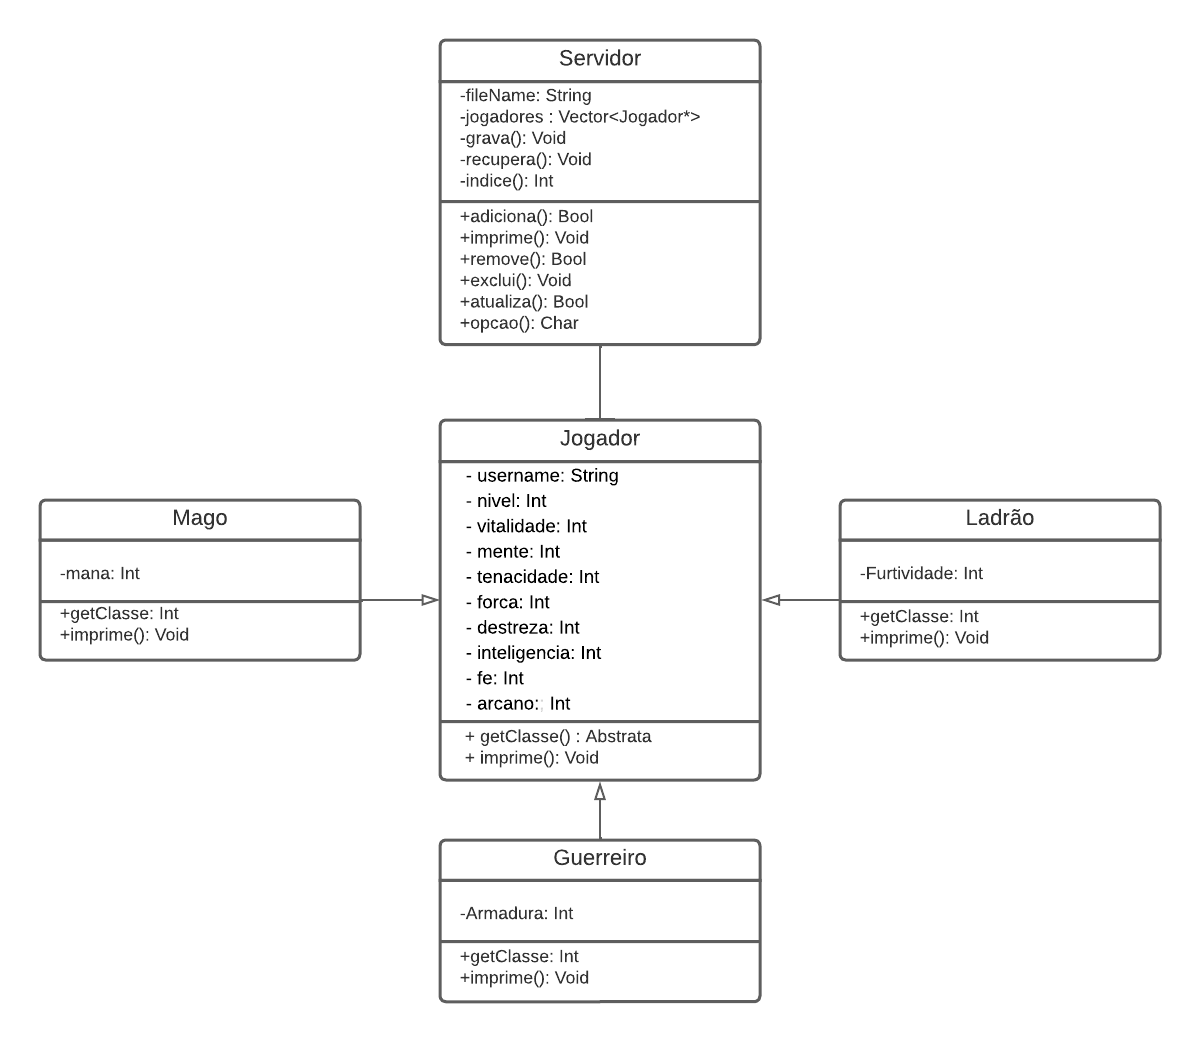 Servidor
-fileName: String
-jogadores : Vector<Jogador*>
-grava(): Void
-recupera(): Void
-indice(): Int
+adiciona(): Bool
+imprime(): Void
+remove(): Bool
+exclui(): Void
+atualiza(): Bool
+opcao(): Char
Jogador
- username: String
- nivel: Int
- vitalidade: Int
- mente: Int
- tenacidade: Int
- forca: Int
- destreza: Int
- inteligencia: Int
- fe: Int
- arcano: Int
+ getClasse() : Abstrata
+ imprime(): Void
Mago
-mana: Int
+getClasse: Int
+imprime(): Void
Ladrão
-Furtividade: Int
+getClasse: Int
+imprime(): Void
Guerreiro
-Armadura: Int
+getClasse: Int
+imprime(): Void